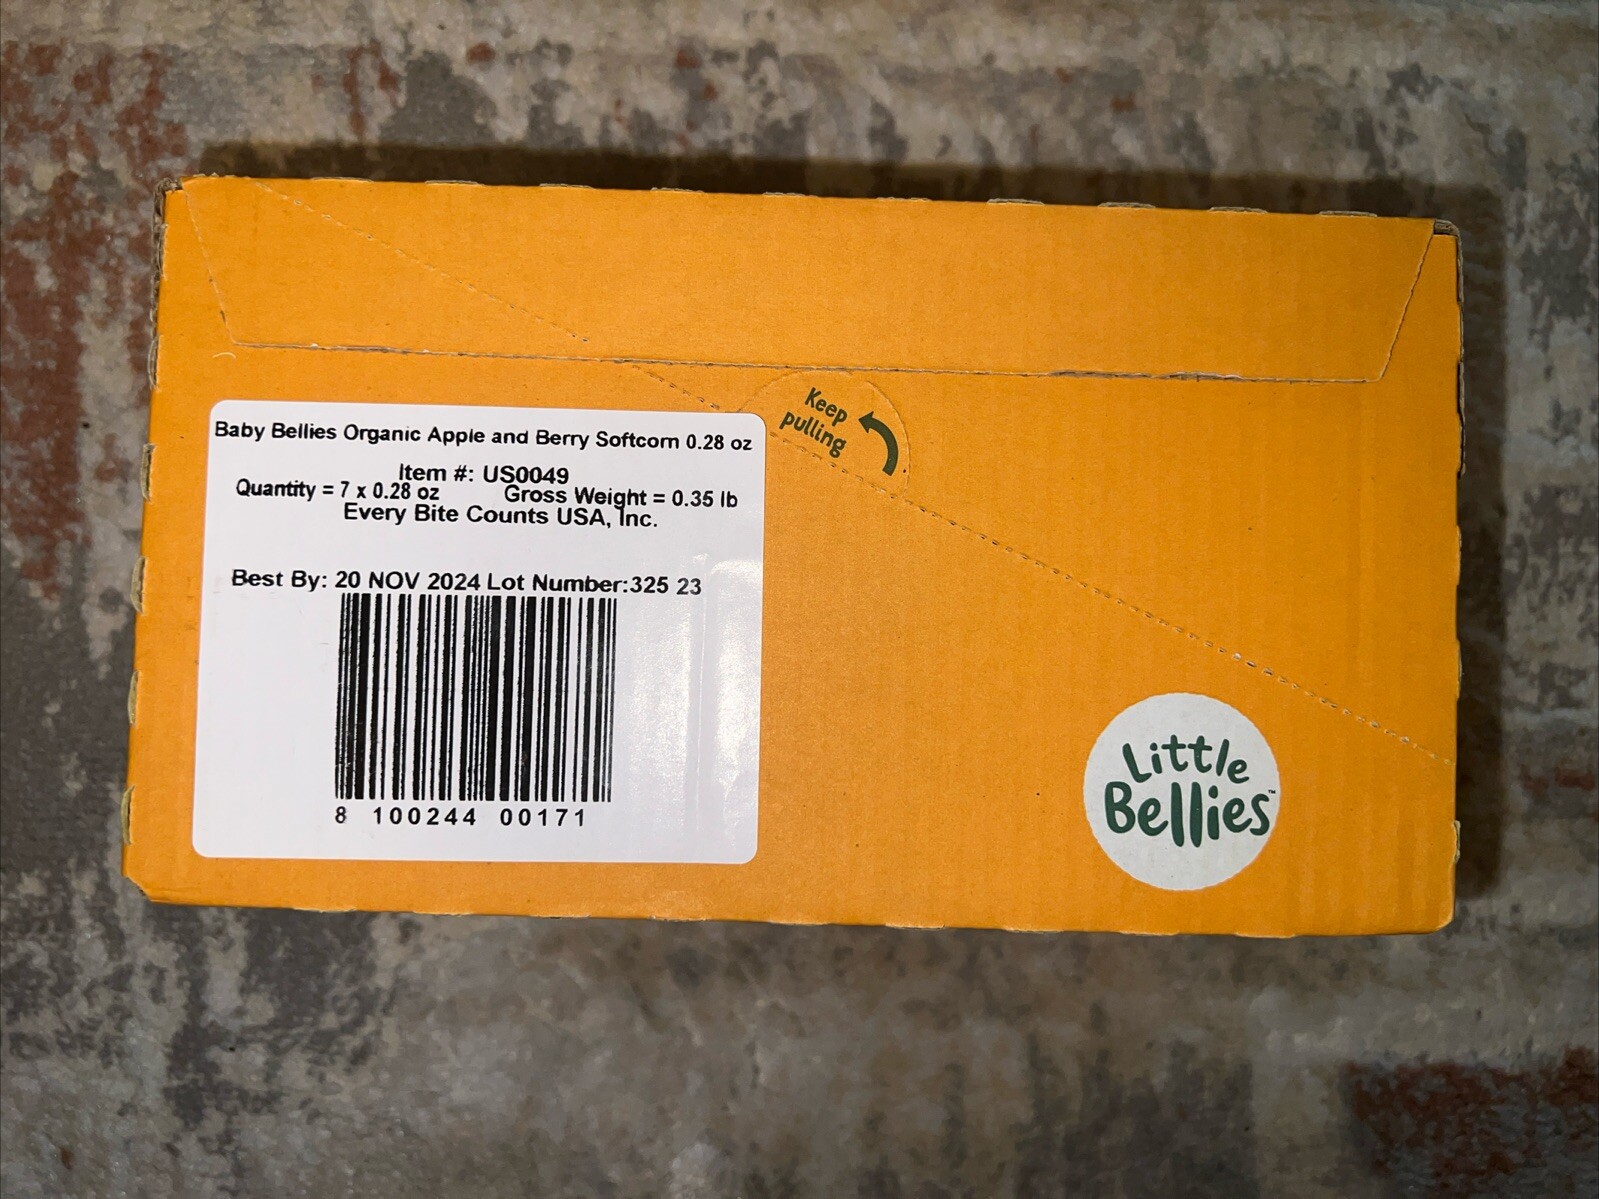 Keep
pulling
Baby Bellies Organic Apple and Berry Softcorn 0.28 oz
Item #: US0049
Quantity = 7 x 0.28 oz Gross Weight = 0.35 lb
Every Bite Counts USA, Inc.
Best By: 20 NOV 2024 Lot Number:325 23
8 100244 00171
Little
Bellies™